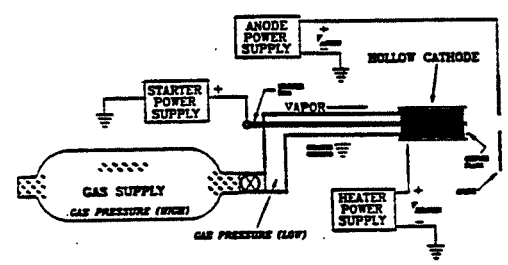 ANODE
POWER
SUPPLY
+
-
HOLLOW CATHODE
STARTER
POWER
SUPPLY
+
VAPOR
GAS SUPPLY
GAS PRESSURE (HIGH)
GAS PRESSURE (LOW)
HEATER
POWER
SUPPLY
+
-